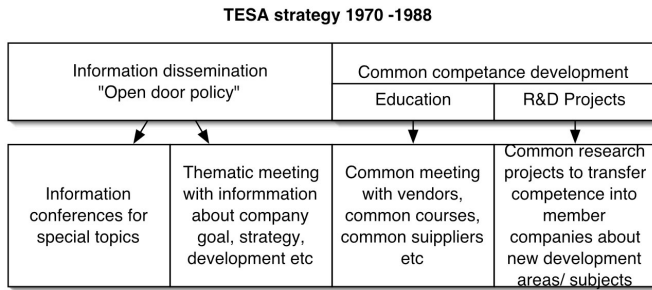 TESA strategy 1970 -1988
Information dissemination
"Open door policy"
Common competance development
Education
R&D Projects
Information
conferences for
special topics
Thematic meeting
with informmation
about company
goal, strategy,
development etc
Common meeting
with vendors,
common courses,
common suippliers
etc
Common research
projects to transfer
competence into
member
companies about
new development
areas/ subjects